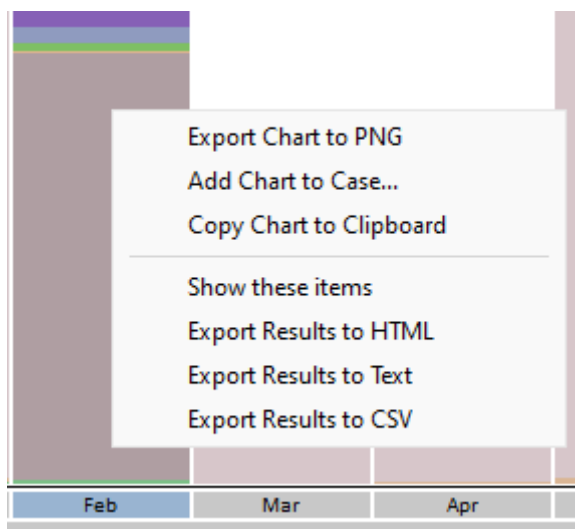 Export Chart to PNG
Add Chart to Case...
Copy Chart to Clipboard
Show these items
Export Results to HTML
Export Results to Text
Export Results to CSV
Feb Mar Apr